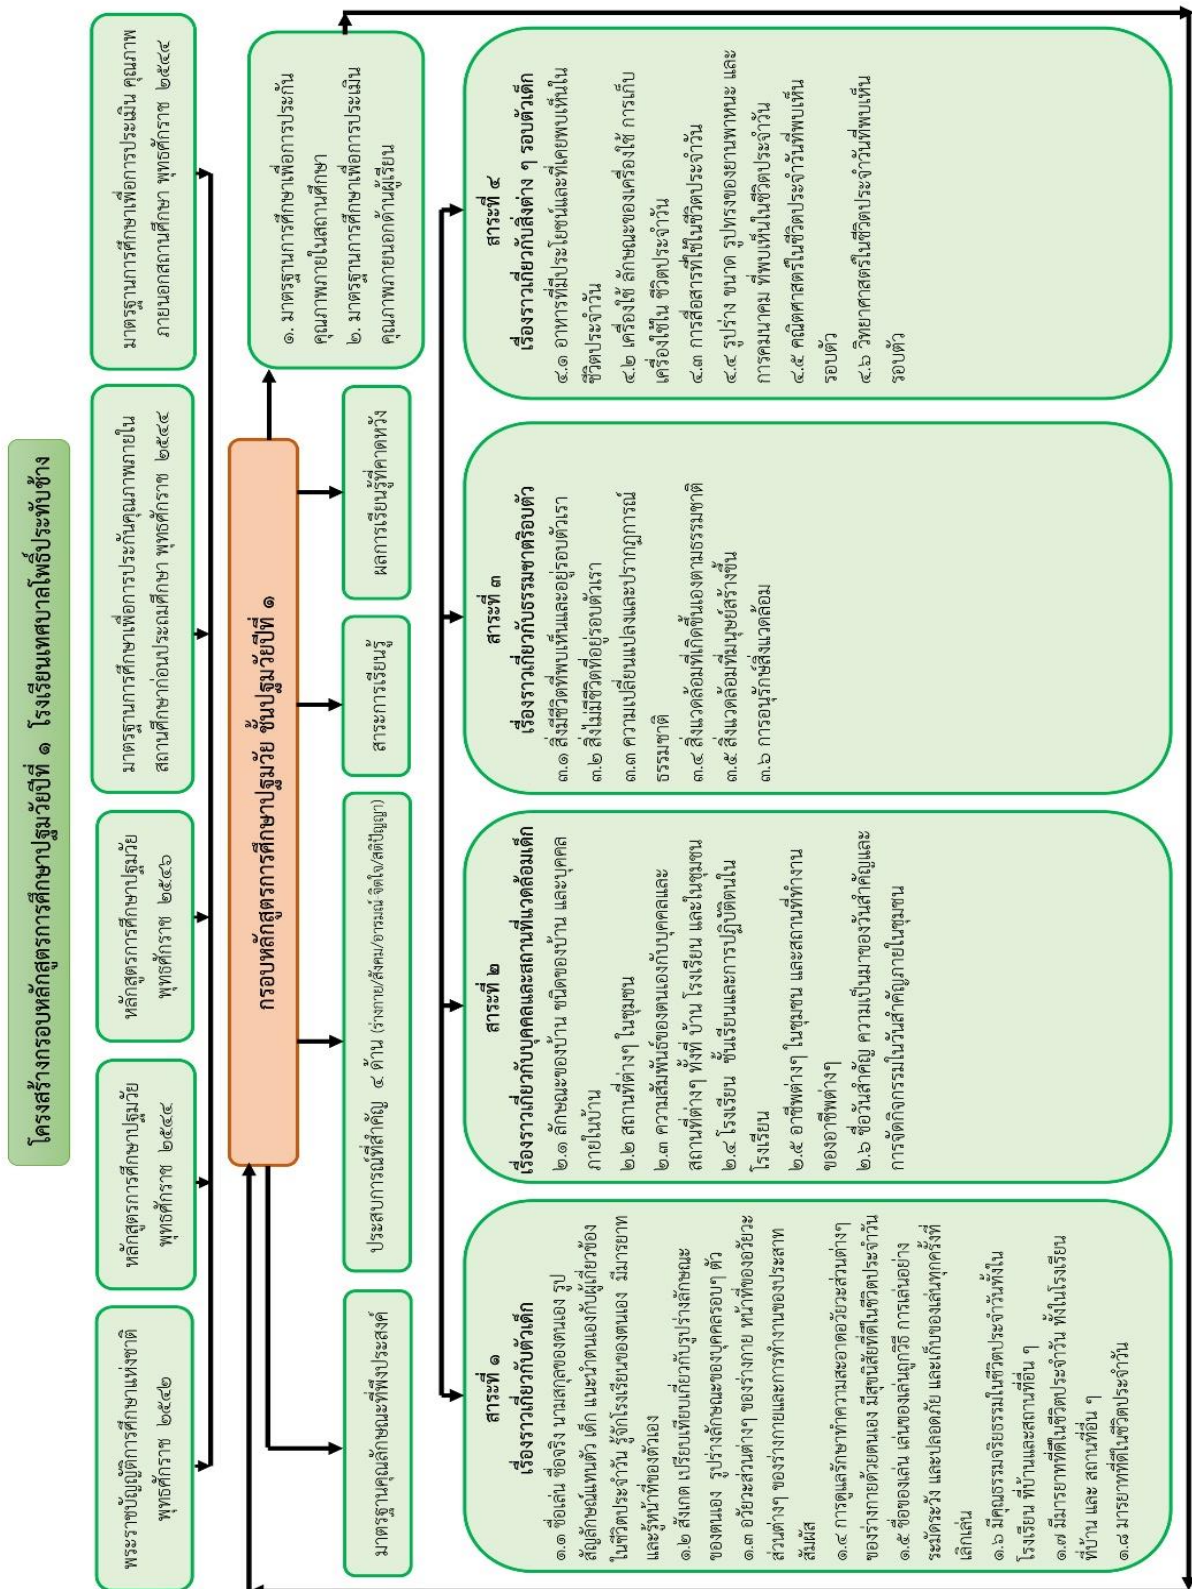 โครงสร้างกรอบหลักสูตรการศึกษาปฐมวัยปีที่ ๑ โรงเรียนเทศบาลโพธิ์ประทับช้าง
พระราชบัญญัติการศึกษาแห่งชาติ
พุทธศักราช ๒๕๔๒
หลักสูตรการศึกษาปฐมวัย
พุทธศักราช ๒๕๔๔
หลักสูตรการศึกษาปฐมวัย
พุทธศักราช ๒๕๔๖
มาตรฐานการศึกษาเพื่อการประกันคุณภาพภายใน
สถานศึกษาก่อนประถมศึกษา พุทธศักราช ๒๕๔๔
มาตรฐานการศึกษาเพื่อการประเมิน คุณภาพ
ภายนอกสถานศึกษา พุทธศักราช ๒๕๔๔
กรอบหลักสูตรการศึกษาปฐมวัย ชั้นปฐมวัยปีที่ ๑
๑. มาตรฐานการศึกษาเพื่อการประกัน
คุณภาพภายในสถานศึกษา
๒. มาตรฐานการศึกษาเพื่อการประเมิน
คุณภาพภายนอกด้านผู้เรียน
มาตรฐานคุณลักษณะที่พึงประสงค์
ประสบการณ์ที่สำคัญ ๔ ด้าน (ร่างกาย/สังคม/อารมณ์ จิตใจ/สติปัญญา)
สาระการเรียนรู้
ผลการเรียนรู้ที่คาดหวัง
สาระที่ ๑
เรื่องราวเกี่ยวกับตัวเด็ก
๑.๑ ชื่อเล่น ชื่อจริง นามสกุลของตนเอง รูป
สัญลักษณ์แทนตัว เด็ก แนะนำตนเองกับผู้เกี่ยวข้อง
ในชีวิตประจำวัน รู้จักโรงเรียนของตนเอง มีมารยาท
และรู้หน้าที่ของตัวเอง
๑.๒ สังเกต เปรียบเทียบเกี่ยวกับรูปร่างลักษณะ
ของตนเอง รูปร่างลักษณะของบุคคลรอบๆ ตัว
๑.๓ อวัยวะส่วนต่างๆ ของร่างกาย หน้าที่ของอวัยวะ
ส่วนต่างๆ ของร่างกายและการทำงานของประสาท
สัมผัส
๑.๔ การดูแลรักษาทำความสะอาดอวัยวะส่วนต่างๆ
ของร่างกายด้วยตนเอง มีสุขนิสัยที่ดีในชีวิตประจำวัน
๑.๕ ชื่อของเล่น เล่นของเล่นถูกวิธี การเล่นอย่าง
ระมัดระวัง และปลอดภัย และเก็บของเล่นทุกครั้งที่
เลิกเล่น
๑.๖ มีคุณธรรมจริยธรรมในชีวิตประจำวันทั้งใน
โรงเรียน ที่บ้านและสถานที่อื่น ๆ
๑.๗ มีมารยาทที่ดีในชีวิตประจำวัน ทั้งในโรงเรียน
ที่บ้าน และ สถานที่อื่น ๆ
๑.๘ มารยาทที่ดีในชีวิตประจำวัน
สาระที่ ๒
เรื่องราวเกี่ยวกับบุคคลและสถานที่แวดล้อมเด็ก
๒.๑ ลักษณะของบ้าน ชนิดของบ้าน และบุคคล
ภายในบ้าน
๒.๒ สถานที่ต่างๆ ในชุมชน
๒.๓ ความสัมพันธ์ของตนเองกับบุคคลและ
สถานที่ต่างๆ ทั้งที่ บ้าน โรงเรียน และในชุมชน
๒.๔ โรงเรียน ชั้นเรียนและการปฏิบัติตนใน
โรงเรียน
๒.๕ อาชีพต่างๆ ในชุมชน และสถานที่ทำงาน
ของอาชีพต่างๆ
๒.๖ ชื่อวันสำคัญ ความเป็นมาของวันสำคัญและ
การจัดกิจกรรมในวันสำคัญภายในชุมชน
สาระที่ ๓
เรื่องราวเกี่ยวกับธรรมชาติรอบตัว
๓.๑ สิ่งมีชีวิตที่พบเห็นและอยู่รอบตัวเรา
๓.๒ สิ่งไม่มีชีวิตที่อยู่รอบตัวเรา
๓.๓ ความเปลี่ยนแปลงและปรากฏการณ์
ธรรมชาติ
๓.๔ สิ่งแวดล้อมที่เกิดขึ้นเองตามธรรมชาติ
๓.๕ สิ่งแวดล้อมที่มนุษย์สร้างขึ้น
๓.๖ การอนุรักษ์สิ่งแวดล้อม
สาระที่ ๔
เรื่องราวเกี่ยวกับสิ่งต่าง ๆ รอบตัวเด็ก
๔.๑ อาหารที่มีประโยชน์และที่เคยพบเห็นใน
ชีวิตประจำวัน
๔.๒ เครื่องใช้ ลักษณะของเครื่องใช้ การเก็บ
เครื่องใช้ใน ชีวิตประจำวัน
๔.๓ การสื่อสารที่ใช้ในชีวิตประจำวัน
๔.๔ รูปร่าง ขนาด รูปทรงของยานพาหนะ และ
การคมนาคม ที่พบเห็นในชีวิตประจำวัน
๔.๕ คณิตศาสตร์ในชีวิตประจำวันที่พบเห็น
รอบตัว
๔.๖ วิทยาศาสตร์ในชีวิตประจำวันที่พบเห็น
รอบตัว